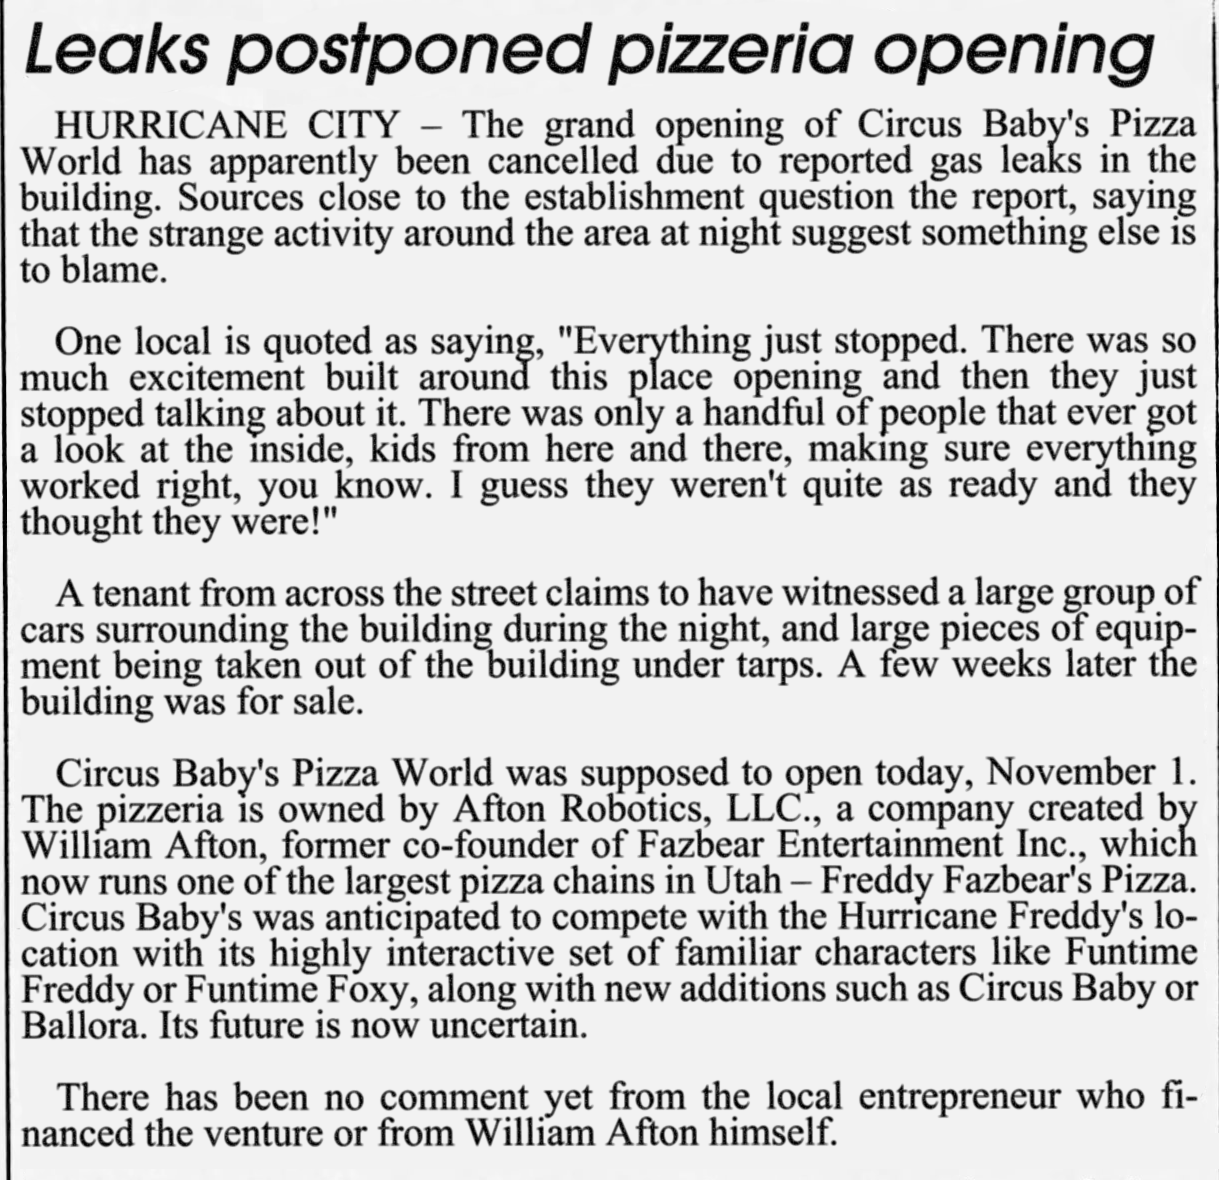 Leaks postponed pizzeria opening
HURRICANE CITY – The grand opening of Circus Baby's Pizza
World has apparently been cancelled due to reported gas leaks in the
building. Sources close to the establishment question the report, saying
that the strange activity around the area at night suggest something else is
to blame.
One local is quoted as saying, "Everything just stopped. There was so
much excitement built around this place opening and then they just
stopped talking about it. There was only a handful of people that ever got
a look at the inside, kids from here and there, making sure everything
worked right, you know. I guess they weren't quite as ready and they
thought they were!"
A tenant from across the street claims to have witnessed a large group of
cars surrounding the building during the night, and large pieces of equip-
ment being taken out of the building under tarps. A few weeks later the
building was for sale.
Circus Baby's Pizza World was supposed to open today, November 1.
The pizzeria is owned by Afton Robotics, LLC., a company created by
William Afton, former co-founder of Fazbear Entertainment Inc., which
now runs one of the largest pizza chains in Utah – Freddy Fazbear's Pizza.
Circus Baby's was anticipated to compete with the Hurricane Freddy's lo-
cation with its highly interactive set of familiar characters like Funtime
Freddy or Funtime Foxy, along with new additions such as Circus Baby or
Ballora. Its future is now uncertain.
There has been no comment yet from the local entrepreneur who fi-
nanced the venture or from William Afton himself.